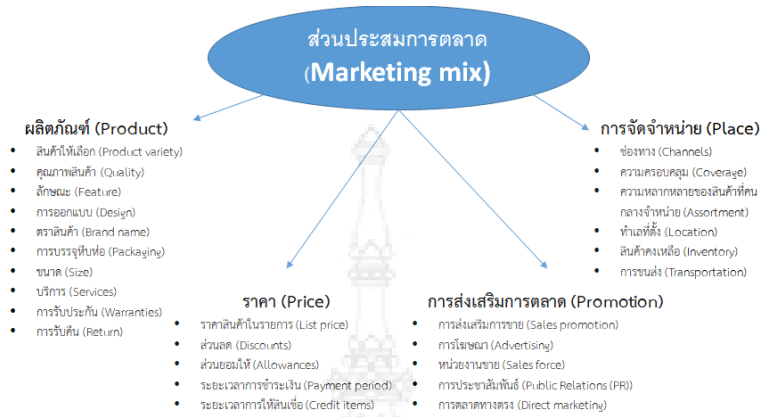 ส่วนประสมการตลาด
(Marketing mix)
ผลิตภัณฑ์ (Product)
• สินค้าให้เลือก (Product variety)
• คุณภาพสินค้า (Quality)
• ลักษณะ (Feature)
• การออกแบบ (Design)
• ตราสินค้า (Brand name)
• การบรรจุหีบห่อ (Packaging)
• ขนาด (Size)
• บริการ (Services)
• การรับประกัน (Warranties)
• การรับคืน (Return)
ราคา (Price)
• ราคาสินค้าในรายการ (List price)
• ส่วนลด (Discounts)
• ส่วนยอมให้ (Allowances)
• ระยะเวลาการชำระเงิน (Payment period)
• ระยะเวลาการให้สินเชื่อ (Credit items)
การส่งเสริมการตลาด (Promotion)
• การส่งเสริมการขาย (Sales promotion)
• การโฆษณา (Advertising)
• หน่วยงานขาย (Sales force)
• การประชาสัมพันธ์ (Public Relations (PR))
• การตลาดทางตรง (Direct marketing)
การจัดจำหน่าย (Place)
• ช่องทาง (Channels)
• ความครอบคลุม (Coverage)
• ความหลากหลายของสินค้าที่คน
กลางจำหน่าย (Assortment)
• ทำเลที่ตั้ง (Location)
• สินค้าคงเหลือ (Inventory)
• การขนส่ง (Transportation)